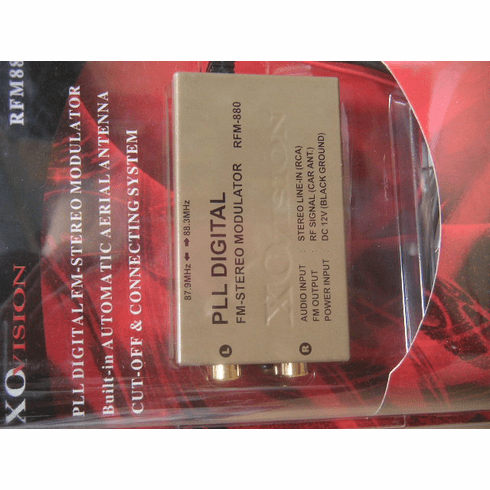 XOVISION
RFM88
PLL DIGITAL FM-STEREO MODULATOR
Built-in AUTOMATIC AERIAL ANTENNA
CUT-OFF & CONNECTING SYSTEM
87.9MHz ◄ ► 88.3MHz
PLL DIGITAL
FM-STEREO MODULATOR RFM-880
XOVISION
AUDIO INPUT : STEREO LINE-IN (RCA)
FM OUTPUT : RF SIGNAL (CAR ANT.)
POWER INPUT : DC 12V (BLACK GROUND)
L
R